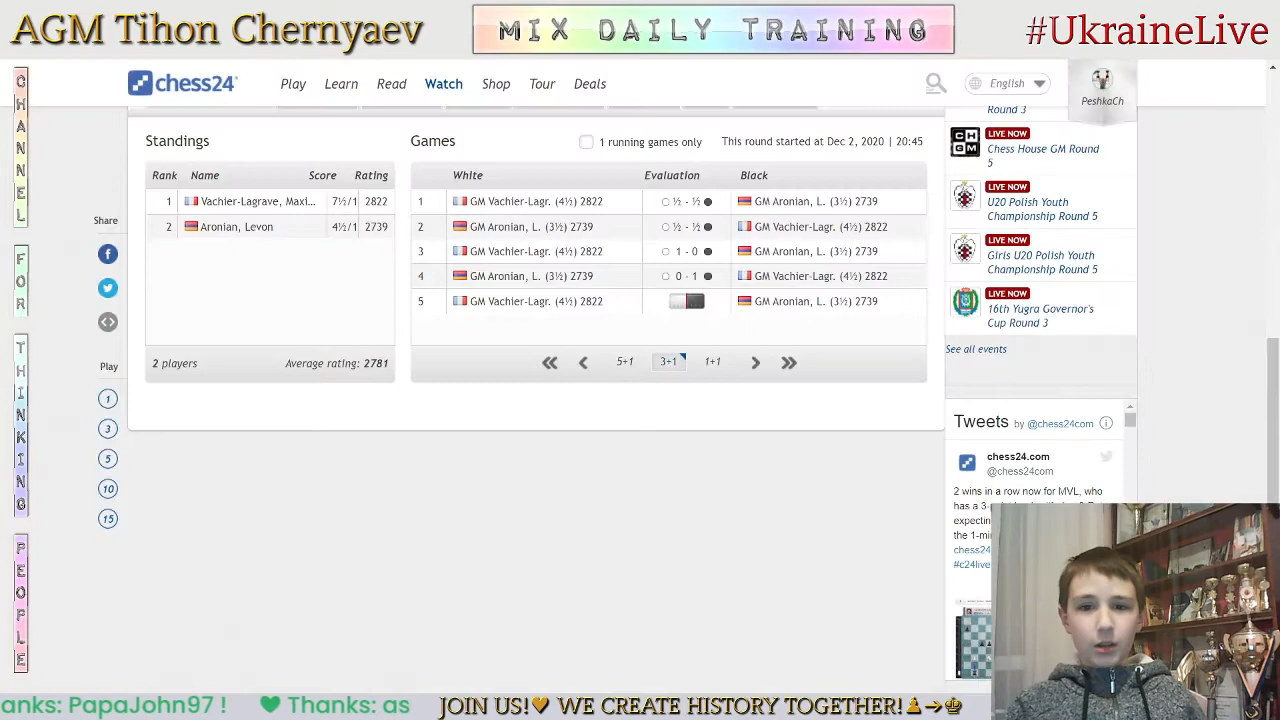 AGM Tihon Chernyaev
MIX DAILY TRAINING
#UkraineLive
CHANNEL
FOR
THINKING
PEOPLE
chess24
Play Learn Read Watch Shop Tour Deals
English
PeshkaCh
Share
Play
1
3
5
10
15
Standings
Rank Name Score Rating
1 Vachier-Lagrave, Maxi... 7½/1 2822
2 Aronian, Levon 4½/1 2739
2 players Average rating: 2781
Games 1 running games only This round started at Dec 2, 2020 | 20:45
White Evaluation Black
1 GM Vachier-Lagr. (4½) 2822 ½ - ½ GM Aronian, L. (3½) 2739
2 GM Aronian, L. (3½) 2739 ½ - ½ GM Vachier-Lagr. (4½) 2822
3 GM Vachier-Lagr. (4½) 2822 1 - 0 GM Aronian, L. (3½) 2739
4 GM Aronian, L. (3½) 2739 0 - 1 GM Vachier-Lagr. (4½) 2822
5 GM Vachier-Lagr. (4½) 2822 GM Aronian, L. (3½) 2739
5+1 3+1 1+1
Round 3
CH GM
LIVE NOW
Chess House GM Round
5
LIVE NOW
U20 Polish Youth
Championship Round 5
LIVE NOW
Girls U20 Polish Youth
Championship Round 5
LIVE NOW
16th Yugra Governor's
Cup Round 3
See all events
Tweets by @chess24com
chess24.com
@chess24com
2 wins in a row now for MVL, who
has a 3-
expectin
the 1-mi
chess24
#c24live
anks: PapaJohn97 ! Thanks: as
JOIN US! WE CREATE HISTORY TOGETHER!